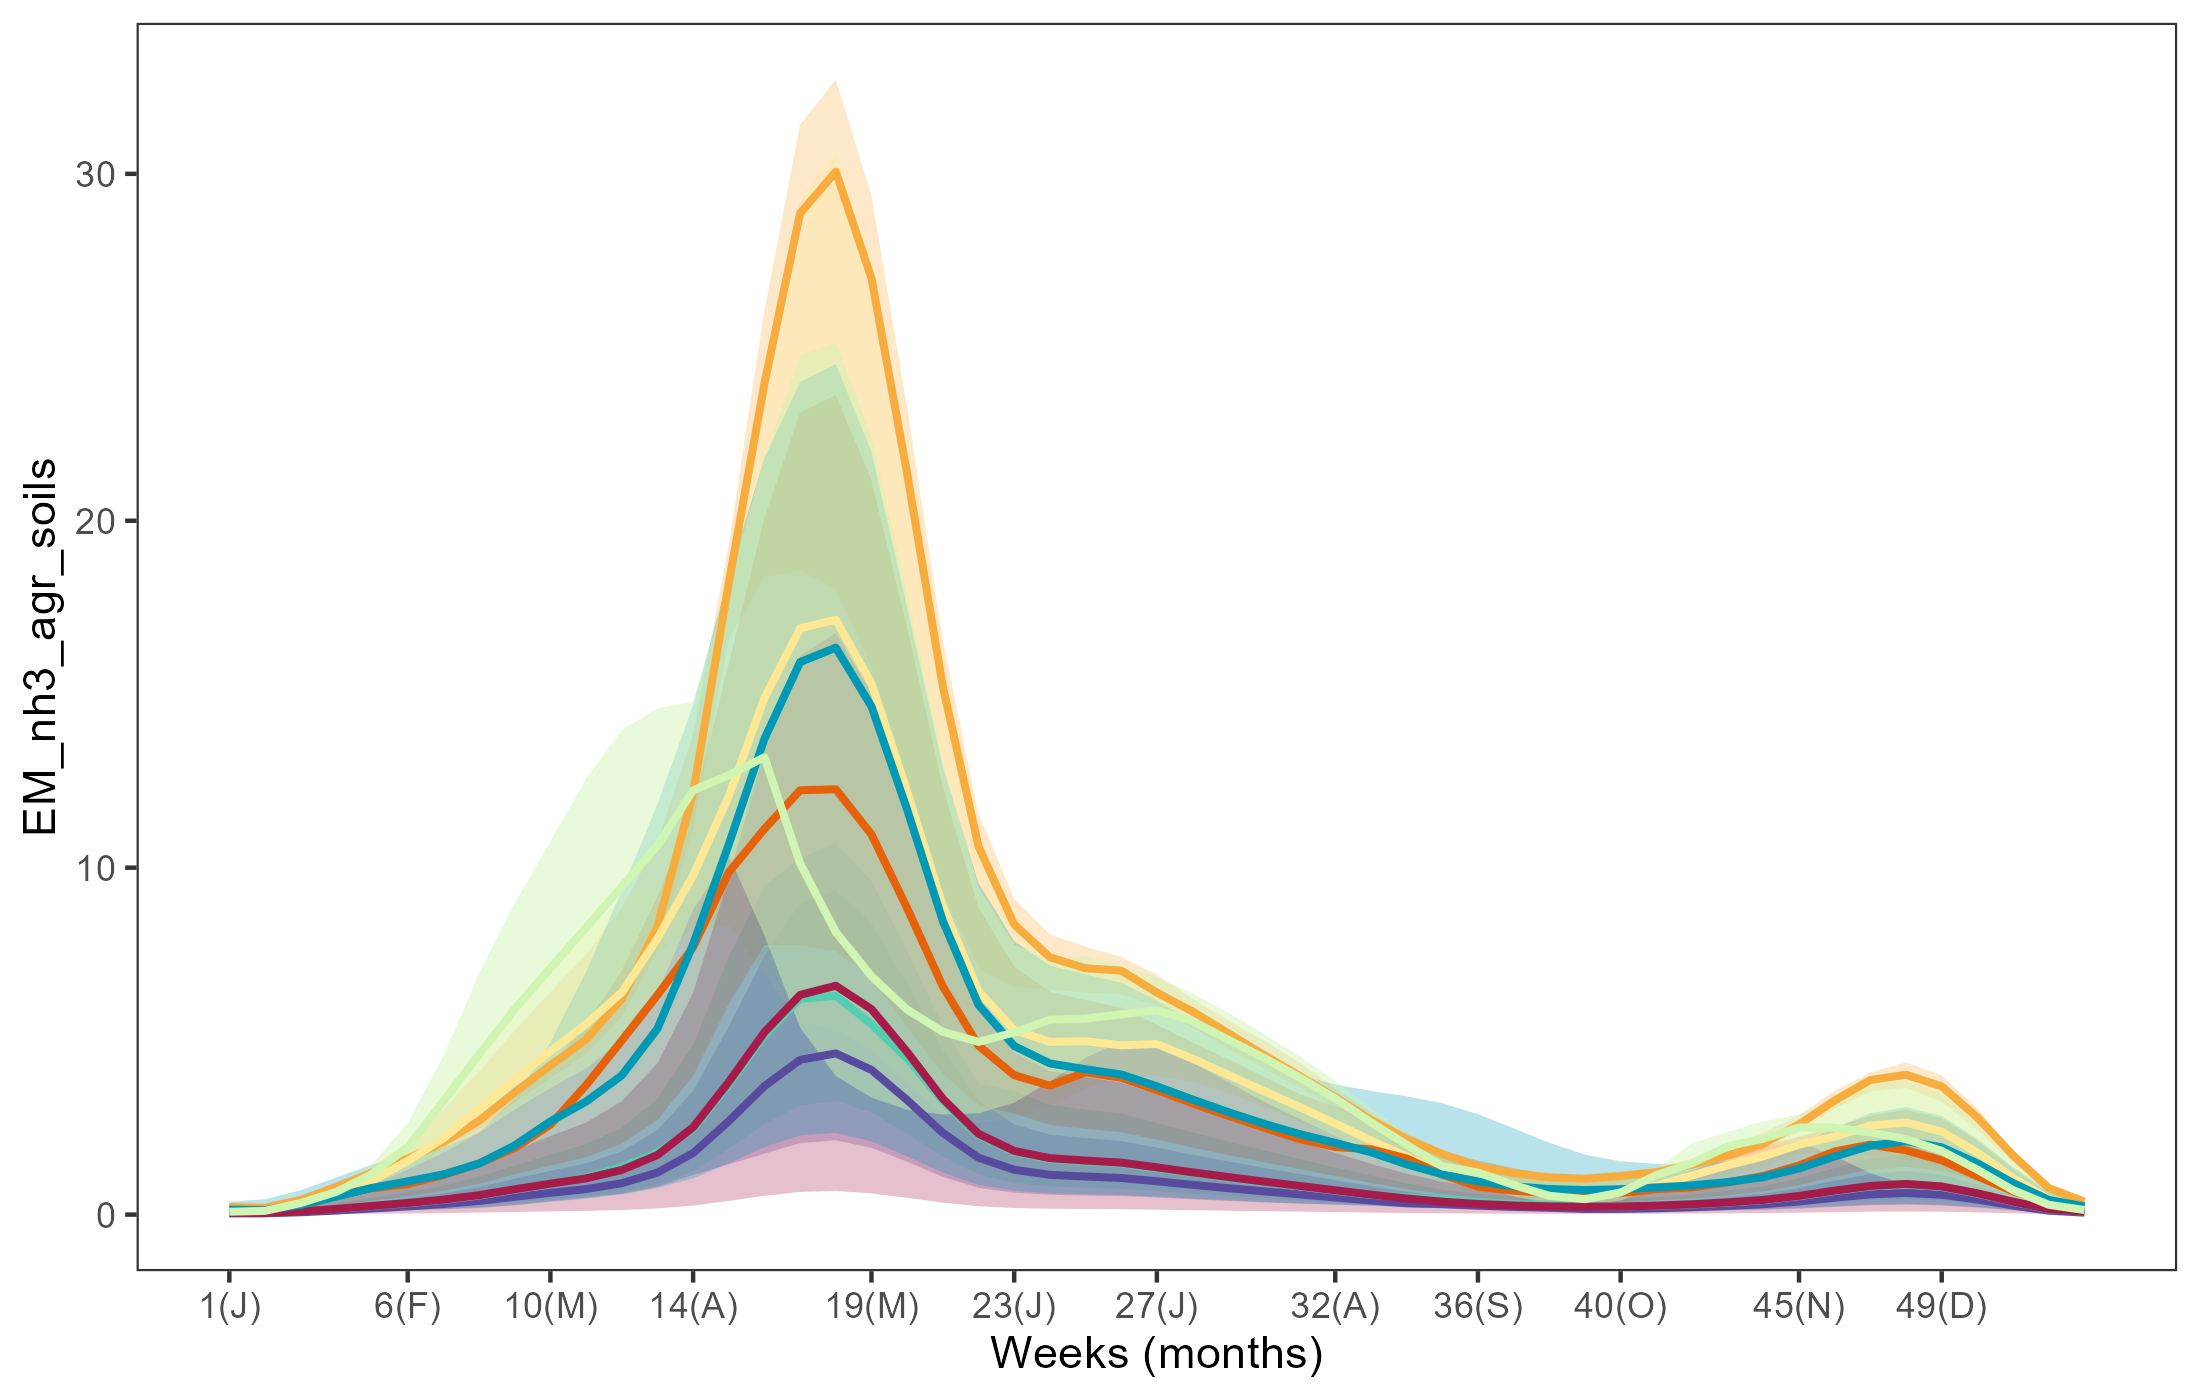 EM_nh3_agr_soils
30
20
10
0
1(J) 6(F) 10(M) 14(A) 19(M) 23(J) 27(J) 32(A) 36(S) 40(O) 45(N) 49(D)
Weeks (months)